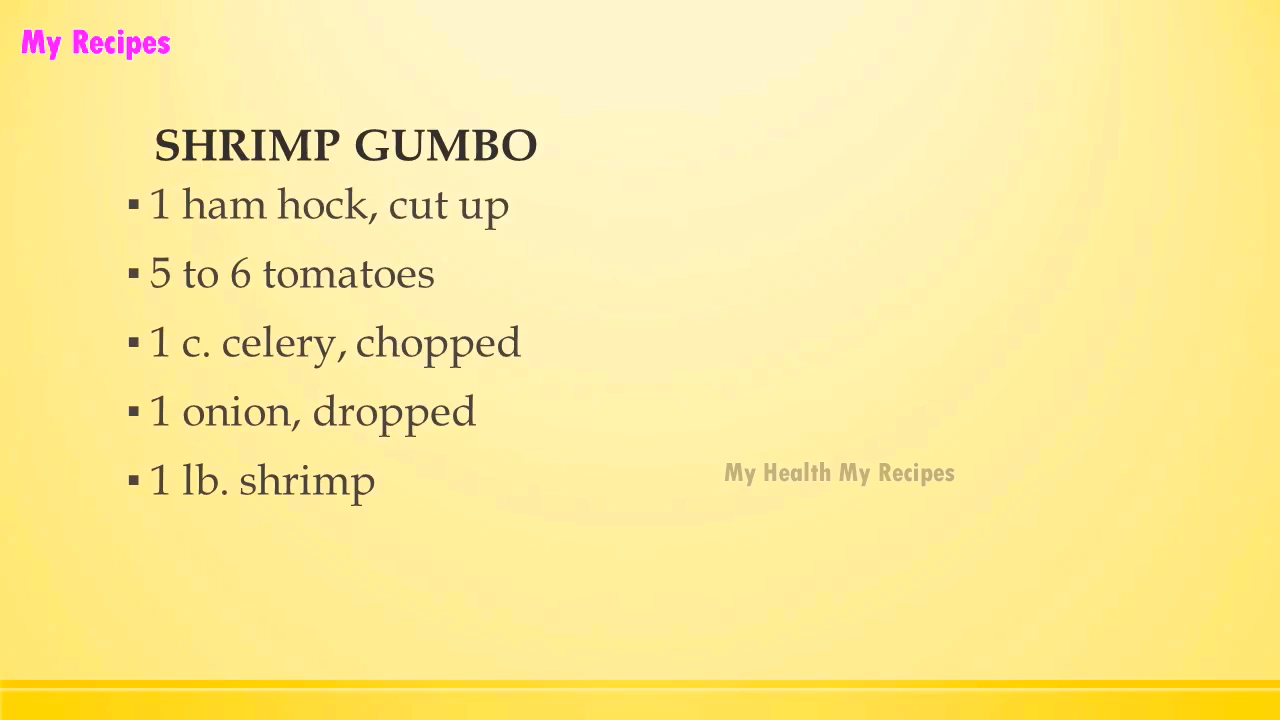 My Recipes
SHRIMP GUMBO
▪ 1 ham hock, cut up
▪ 5 to 6 tomatoes
▪ 1 c. celery, chopped
▪ 1 onion, dropped
▪ 1 lb. shrimp
My Health My Recipes